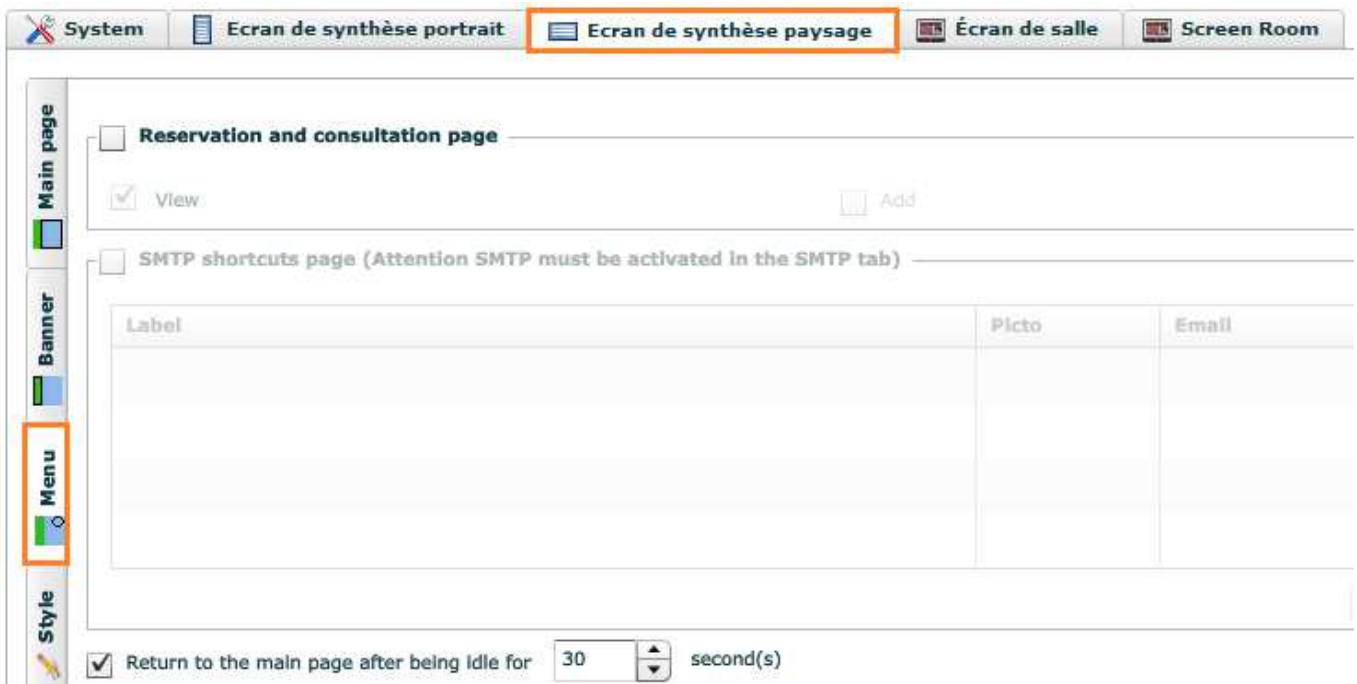 System Ecran de synthèse portrait Ecran de synthèse paysage Écran de salle Screen Room
Main page
Reservation and consultation page
View Add
SMTP shortcuts page (Attention SMTP must be activated in the SMTP tab)
Banner
Label Picto Email
Menu
Style
Return to the main page after being idle for 30 second(s)